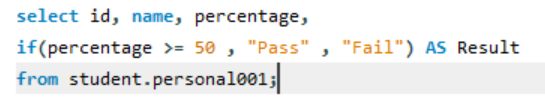 select id, name, percentage,
if(percentage >= 50 , "Pass" , "Fail") AS Result
from student.personal001;